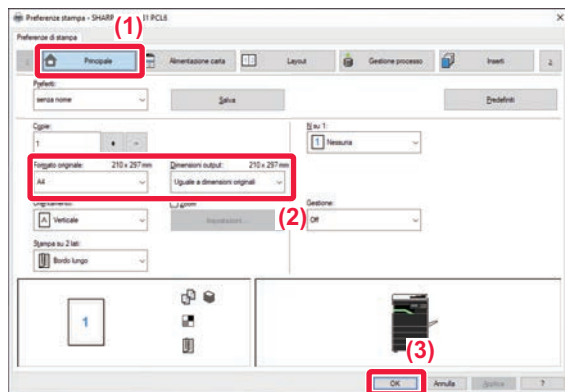 Preferenze stampa - SHARP 31 PCL6
(1)
Preferenze di stampa
Principale
Alimentazione carta
Layout
Gestione processo
Inserti
Preferiti:
senza nome
Salva
Predefiniti
Copie:
1
N su 1:
1 Nessuna
Formato originale: 210 x 297 mm
Dimensioni output: 210 x 297 mm
A4
Uguale a dimensioni originali
(2)
Orientamento:
Zoom
Gestione:
A Verticale
Impostazioni...
Off
Stampa su 2 lati:
Bordo lungo
1
(3)
OK
Annulla
Applica
?